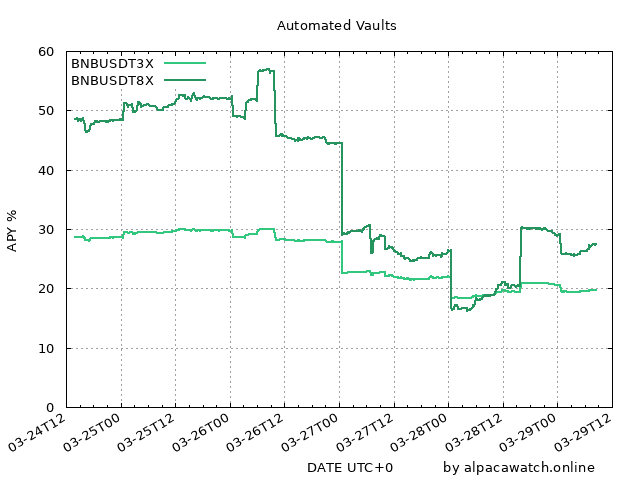 Automated Vaults
BNBUSDT3X
BNBUSDT8X
60
50
40
30
20
10
0
APY %
03-24T12
03-25T00
03-25T12
03-26T00
03-26T12
03-27T00
03-27T12
03-28T00
03-28T12
03-29T00
03-29T12
DATE UTC+0
by alpacawatch.online